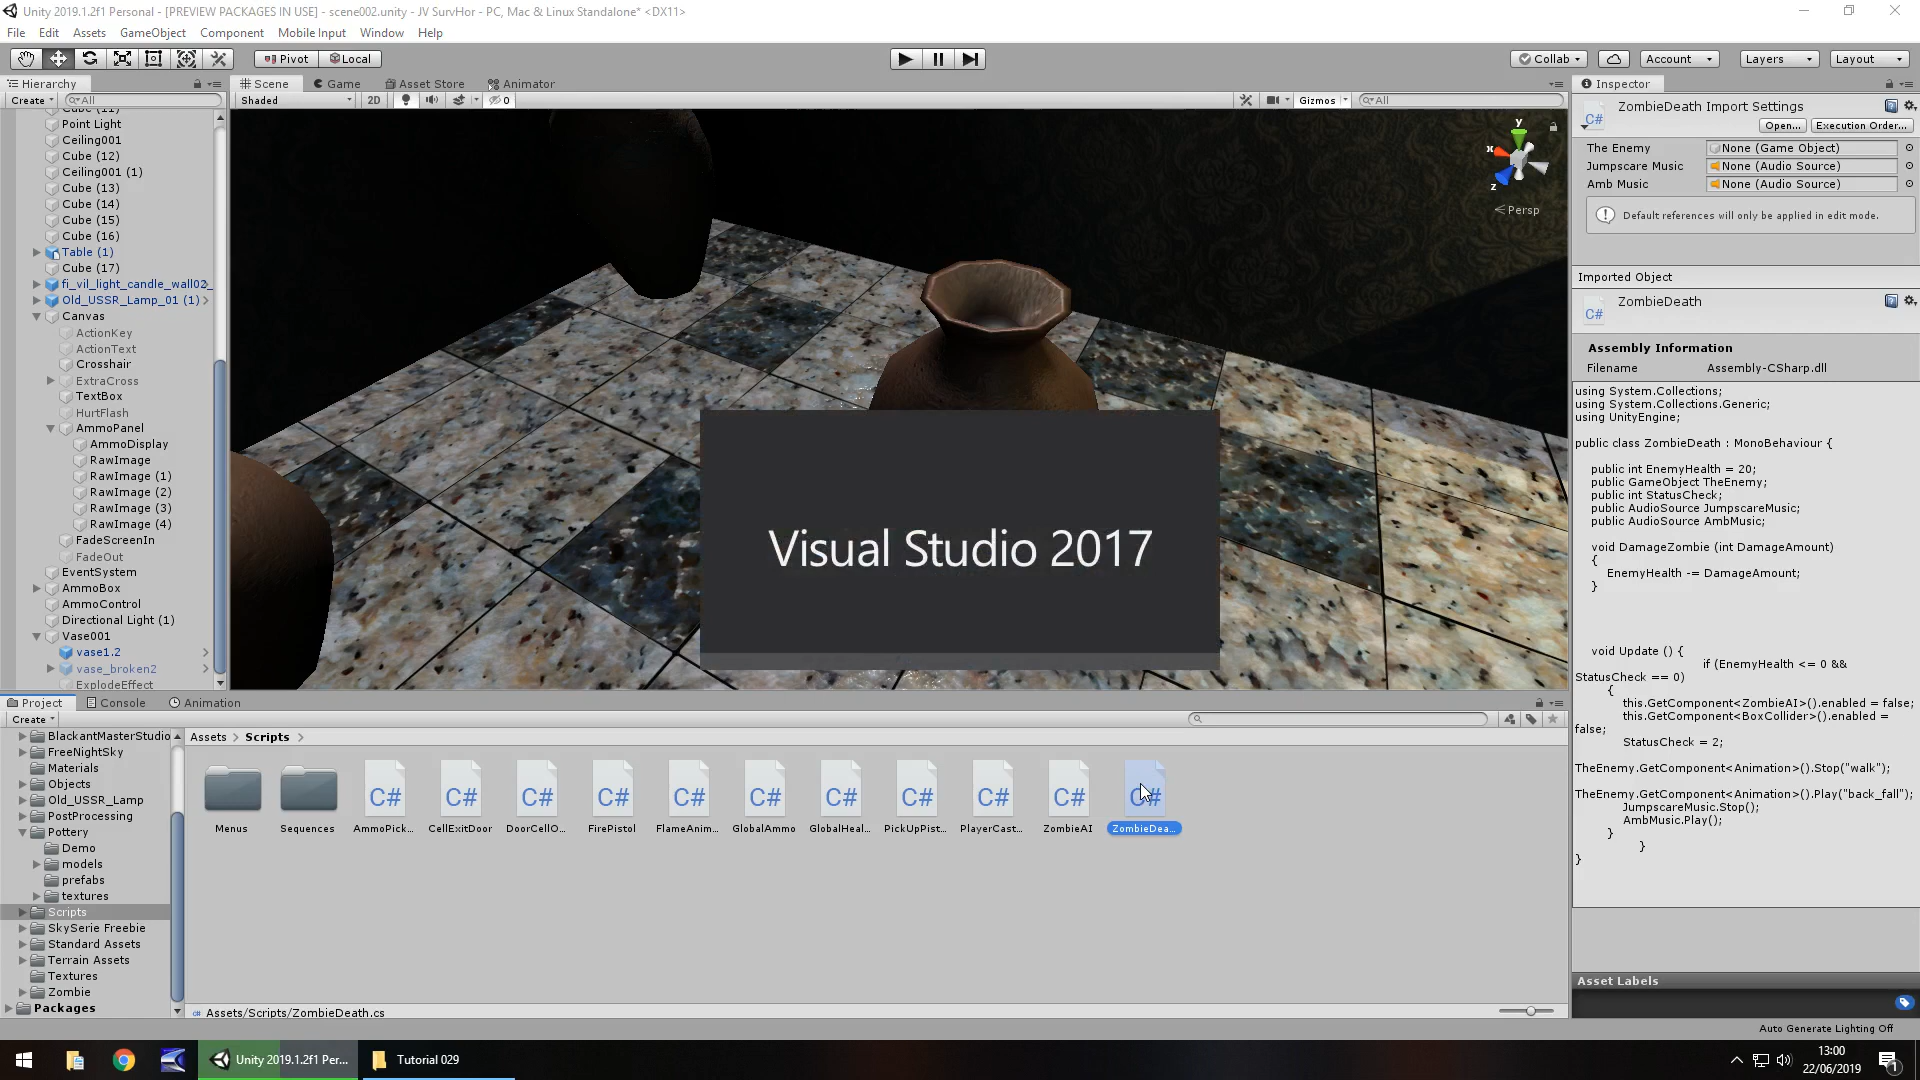 Unity 2019.1.2f1 Personal - [PREVIEW PACKAGES IN USE] - scene002.unity - JV SurvHor - PC, Mac & Linux Standalone* <DX11>
File Edit Assets GameObject Component Mobile Input Window Help
Pivot Local Collab Account Layers Layout
Hierarchy Scene Game Asset Store Animator Inspector
Create All Shaded 2D 0 Gizmos All
Point Light
Ceiling001
Cube (12)
Ceiling001 (1)
Cube (13)
Cube (14)
Cube (15)
Cube (16)
Table (1)
Cube (17)
fi_vil_light_candle_wall02_
Old_USSR_Lamp_01 (1)
Canvas
ActionKey
ActionText
Crosshair
ExtraCross
TextBox
HurtFlash
AmmoPanel
AmmoDisplay
RawImage
RawImage (1)
RawImage (2)
RawImage (3)
RawImage (4)
FadeScreenIn
FadeOut
EventSystem
AmmoBox
AmmoControl
Directional Light (1)
Vase001
vase1.2
vase_broken2
ExplodeEffect
y
x
z
Persp
Visual Studio 2017
ZombieDeath Import Settings
C#
Open... Execution Order...
The Enemy None (Game Object)
Jumpscare Music None (Audio Source)
Amb Music None (Audio Source)
Default references will only be applied in edit mode.
Imported Object
ZombieDeath
C#
Assembly Information
Filename Assembly-CSharp.dll
using System.Collections;
using System.Collections.Generic;
using UnityEngine;
public class ZombieDeath : MonoBehaviour {
public int EnemyHealth = 20;
public GameObject TheEnemy;
public int StatusCheck;
public AudioSource JumpscareMusic;
public AudioSource AmbMusic;
void DamageZombie (int DamageAmount)
{
EnemyHealth -= DamageAmount;
}
void Update () {
if (EnemyHealth <= 0 &&
StatusCheck == 0)
{
this.GetComponent<ZombieAI>().enabled = false;
this.GetComponent<BoxCollider>().enabled =
false;
StatusCheck = 2;
TheEnemy.GetComponent<Animation>().Stop("walk");
TheEnemy.GetComponent<Animation>().Play("back_fall");
JumpscareMusic.Stop();
AmbMusic.Play();
}
}
}
Asset Labels
Auto Generate Lighting Off
Project Console Animation
Create
BlackantMasterStudio
FreeNightSky
Materials
Objects
Old_USSR_Lamp
PostProcessing
Pottery
Demo
models
prefabs
textures
Scripts
SkySerie Freebie
Standard Assets
Terrain Assets
Textures
Zombie
Packages
Assets > Scripts >
C# C# C# C# C# C# C# C# C# C# C#
Menus Sequences AmmoPick... CellExitDoor DoorCellO... FirePistol FlameAnim... GlobalAmmo GlobalHeal... PickUpPist... PlayerCast... ZombieAI ZombieDea...
Assets/Scripts/ZombieDeath.cs
Unity 2019.1.2f1 Per... Tutorial 029
13:00
22/06/2019
1